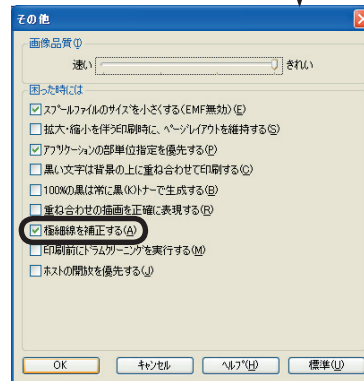 その他
画像品質(I)
速い
きれい
困った時には
スプールファイルのサイズを小さくする(EMF無効)(E)
拡大・縮小を伴う印刷時に、ページレイアウトを維持する(S)
アプリケーションの部単位指定を優先する(P)
黒い文字は背景の上に重ね合わせて印刷する(C)
100%の黒は常に黒(K)トナーで生成する(B)
重ね合わせの描画を正確に表現する(R)
極細線を補正する(A)
印刷前にドラムクリーニングを実行する(M)
ホストの開放を優先する(J)
OK
キャンセル
ヘルプ(H)
標準(U)